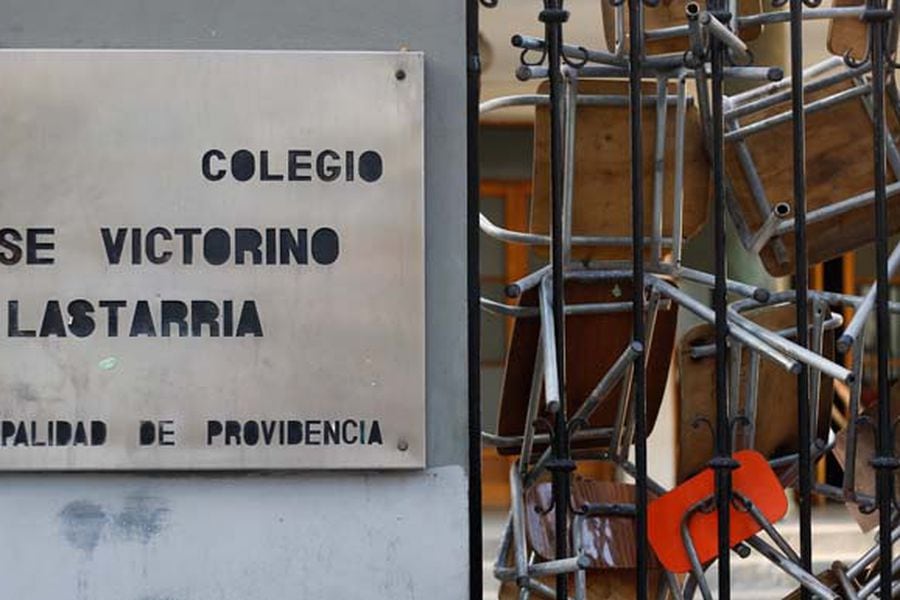 COLEGIO
SE VICTORINO
LASTARRIA
PALIDAD DE PROVIDENCIA